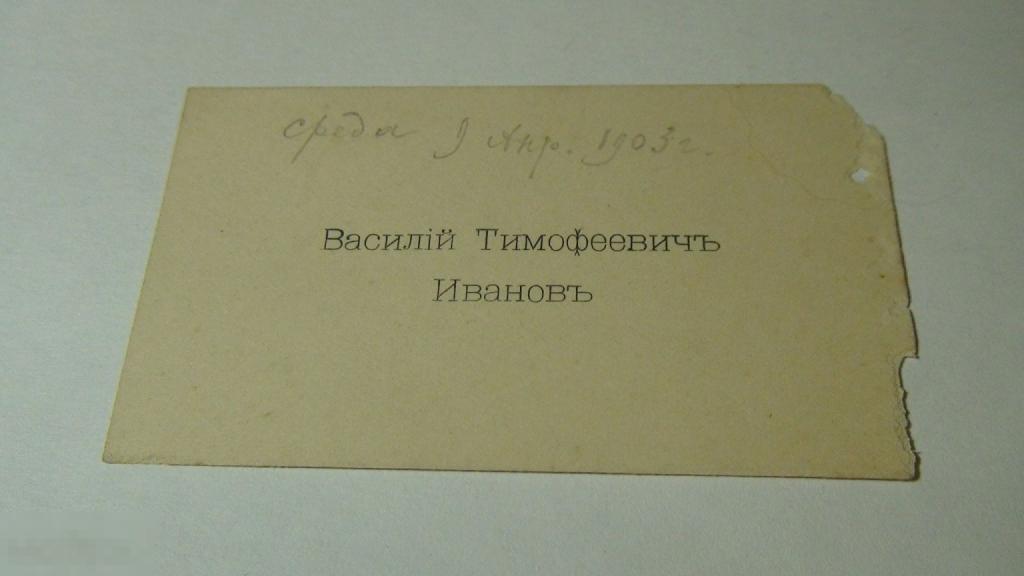 среда 9 Апр. 1903 г.
Василій Тимофеевичъ
Ивановъ